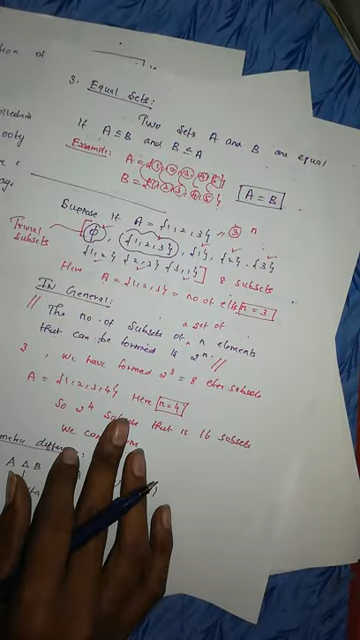 3. Equal Sets:
Two sets A and B are equal
If A ⊆ B and B ⊆ A
Example: A = {1, 2, 3, 4, 5}
B = {1, 2, 3, 4, 5}
A = B
Suppose if A = {1, 2, 3} 3
Trivial Subsets
ϕ, {1, 2, 3}, {1}, {2}, {3}
{1, 2} {2, 3} {3, 1} 8 subsets
Here A = {1, 2, 3} = no of elts n = 3
IN General:
// The no of subsets of a set of n elements
that can be formed is 2ⁿ. //
3, we have formed 2³ = 8 subsets
A = {1, 2, 3, 4} Here n = 4
So 2⁴ that is 16 subsets
We can
A Δ B